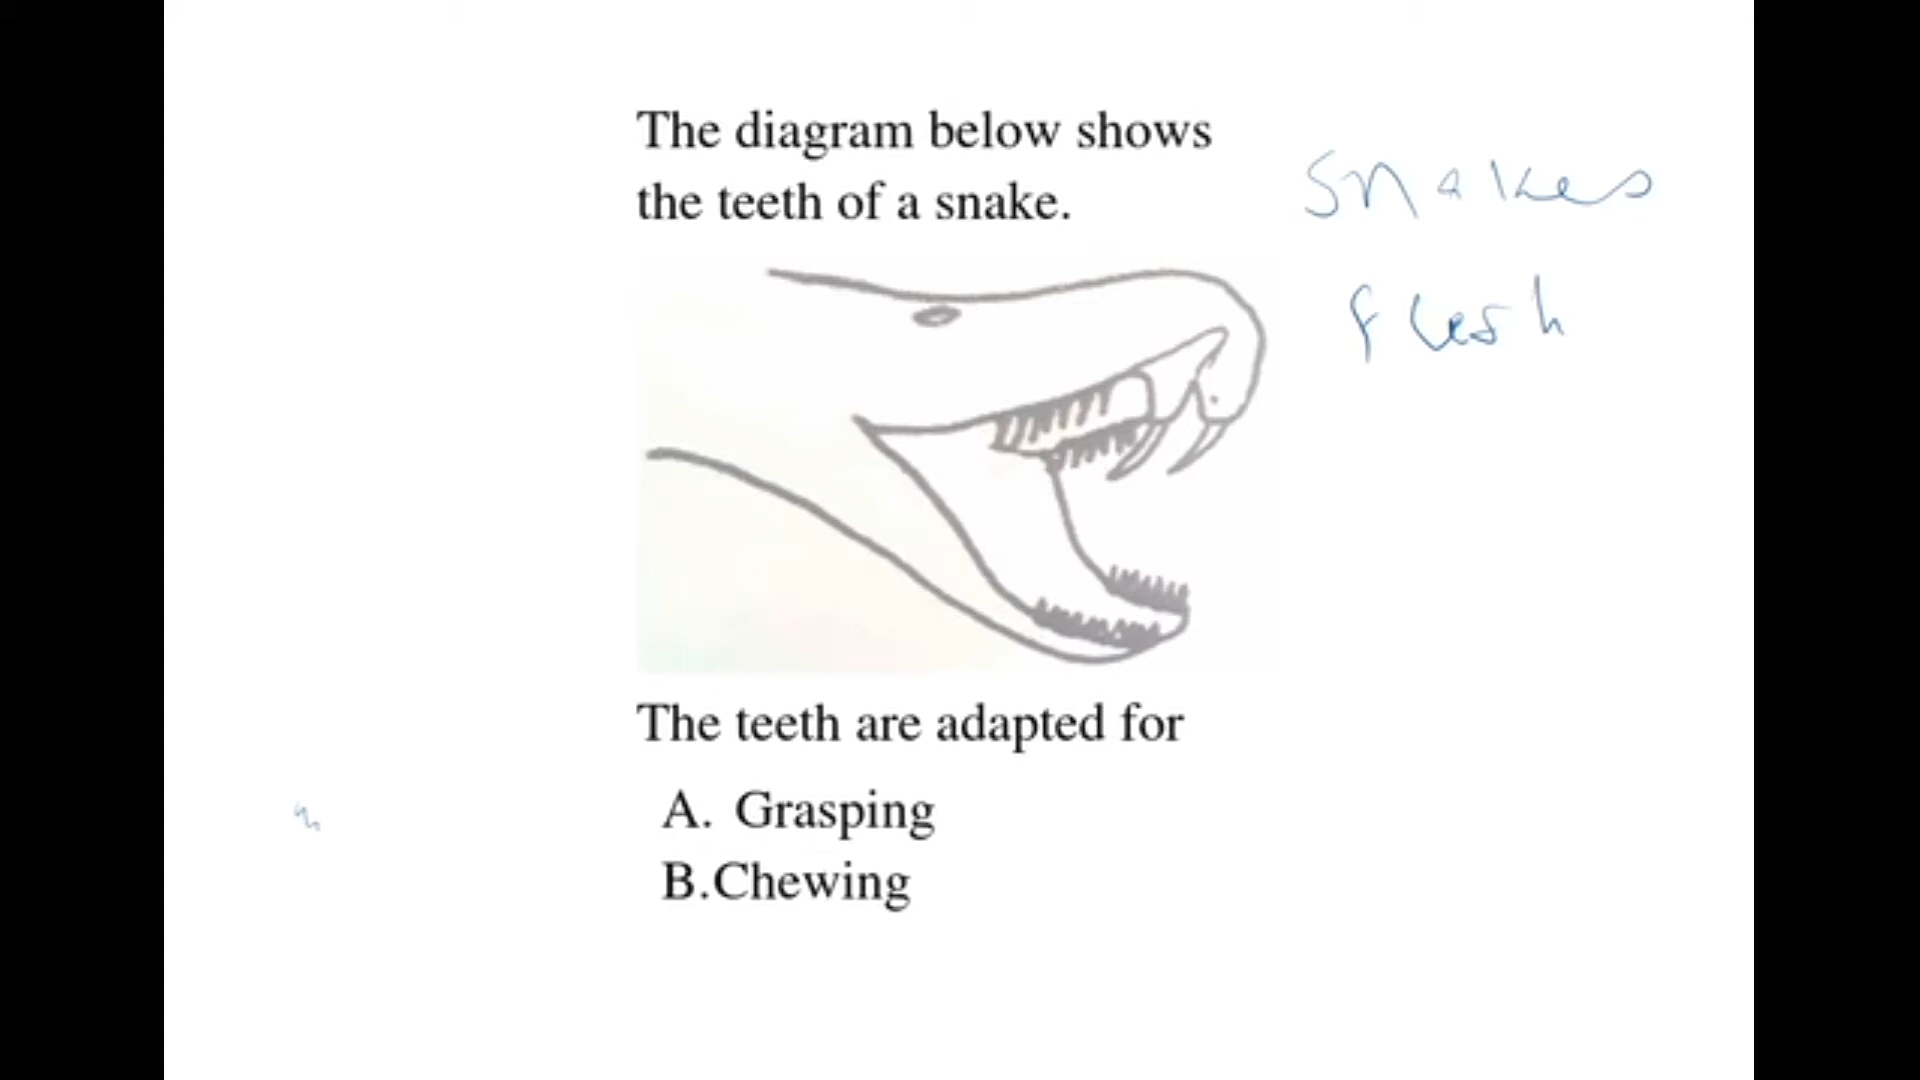 The diagram below shows
the teeth of a snake.
snakes
flesh
The teeth are adapted for
A. Grasping
B.Chewing